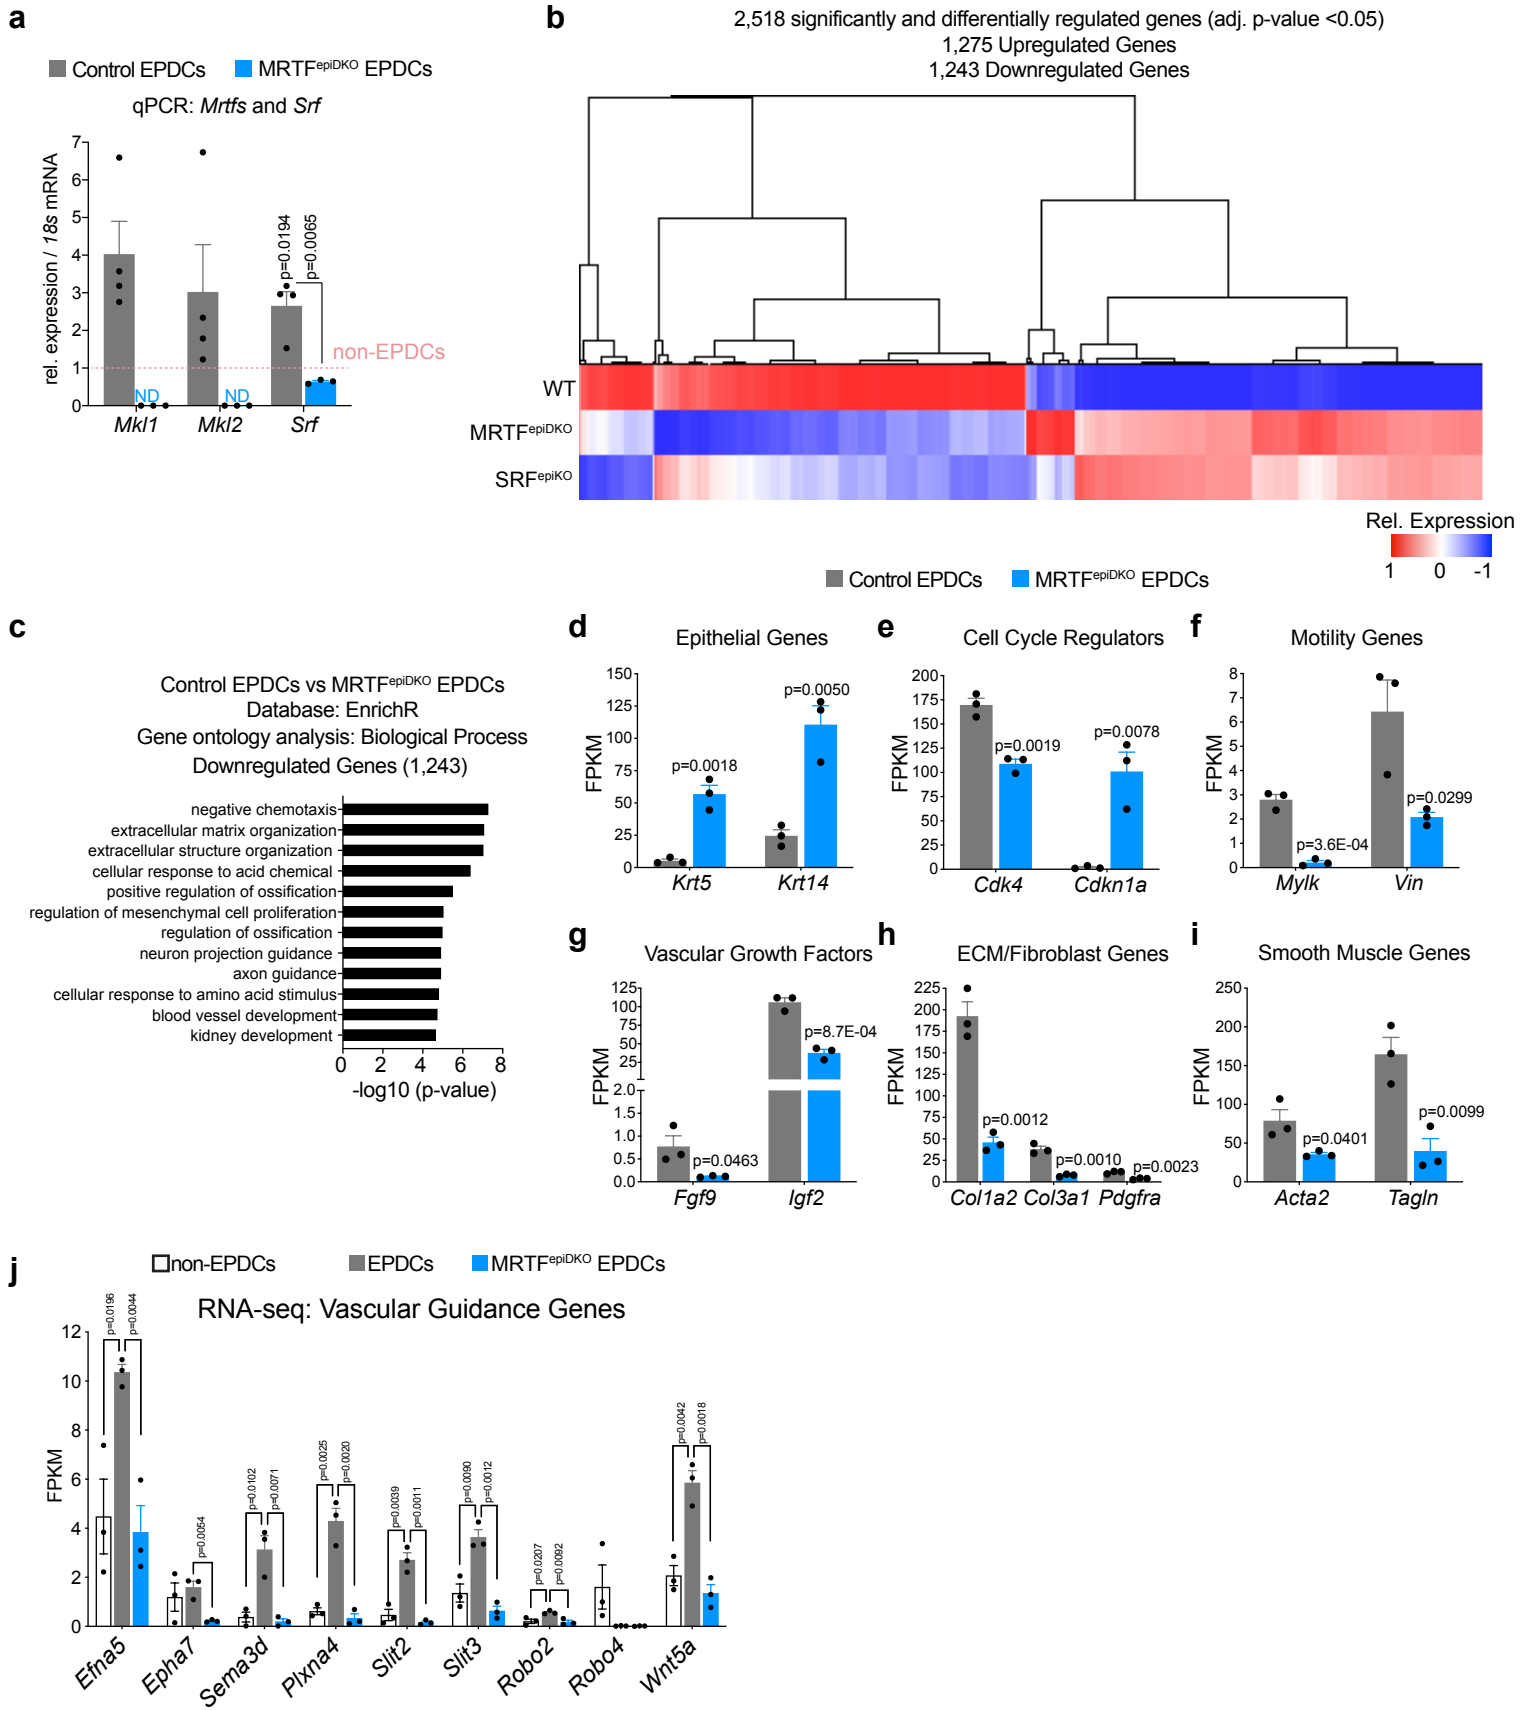 a
Control EPDCs
MRTFepiDKO EPDCs
qPCR: Mrtfs and Srf
rel. expression / 18s mRNA
7
6
5
4
3
2
1
0
p=0.0194
p=0.0065
non-EPDCs
ND
ND
Mkl1
Mkl2
Srf
b
2,518 significantly and differentially regulated genes (adj. p-value <0.05)
1,275 Upregulated Genes
1,243 Downregulated Genes
WT
MRTFepiDKO
SRFepiKO
Rel. Expression
1 0 -1
Control EPDCs
MRTFepiDKO EPDCs
c
Control EPDCs vs MRTFepiDKO EPDCs
Database: EnrichR
Gene ontology analysis: Biological Process
Downregulated Genes (1,243)
negative chemotaxis
extracellular matrix organization
extracellular structure organization
cellular response to acid chemical
positive regulation of ossification
regulation of mesenchymal cell proliferation
regulation of ossification
neuron projection guidance
axon guidance
cellular response to amino acid stimulus
blood vessel development
kidney development
0 2 4 6 8
-log10 (p-value)
d
Epithelial Genes
FPKM
150
125
100
75
50
25
0
p=0.0018
p=0.0050
Krt5
Krt14
e
Cell Cycle Regulators
FPKM
200
175
150
125
100
75
50
25
0
p=0.0019
p=0.0078
Cdk4
Cdkn1a
f
Motility Genes
FPKM
8
7
6
5
4
3
2
1
0
p=3.6E-04
p=0.0299
Mylk
Vin
g
Vascular Growth Factors
FPKM
125
100
75
50
25
2.0
1.5
1.0
0.5
0.0
p=0.0463
p=8.7E-04
Fgf9
Igf2
h
ECM/Fibroblast Genes
FPKM
225
200
175
150
125
100
75
50
25
0
p=0.0012
p=0.0010
p=0.0023
Col1a2 Col3a1 Pdgfra
i
Smooth Muscle Genes
FPKM
250
200
150
100
50
0
p=0.0401
p=0.0099
Acta2
Tagln
j
non-EPDCs
EPDCs
MRTFepiDKO EPDCs
RNA-seq: Vascular Guidance Genes
FPKM
12
10
8
6
4
2
0
p=0.0196
p=0.0044
p=0.0054
p=0.0102
p=0.0071
p=0.0025
p=0.0020
p=0.0039
p=0.0011
p=0.0090
p=0.0012
p=0.0207
p=0.0092
p=0.0042
p=0.0018
Efna5
Epha7
Sema3d
Plxna4
Slit2
Slit3
Robo2
Robo4
Wnt5a